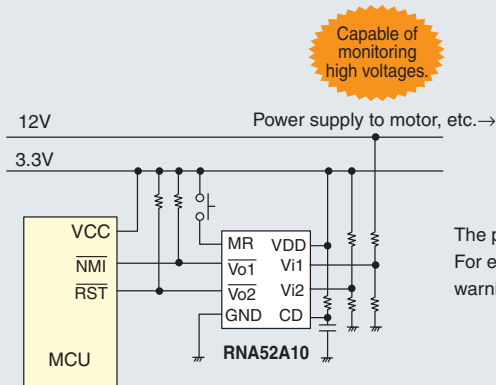 Capable of
monitoring
high voltages.
12V
Power supply to motor, etc.→
3.3V
VCC
NMI
RST
MCU
MR
VDD
Vo1
Vi1
Vo2
Vi2
GND
CD
RNA52A10
The p
For e
warni